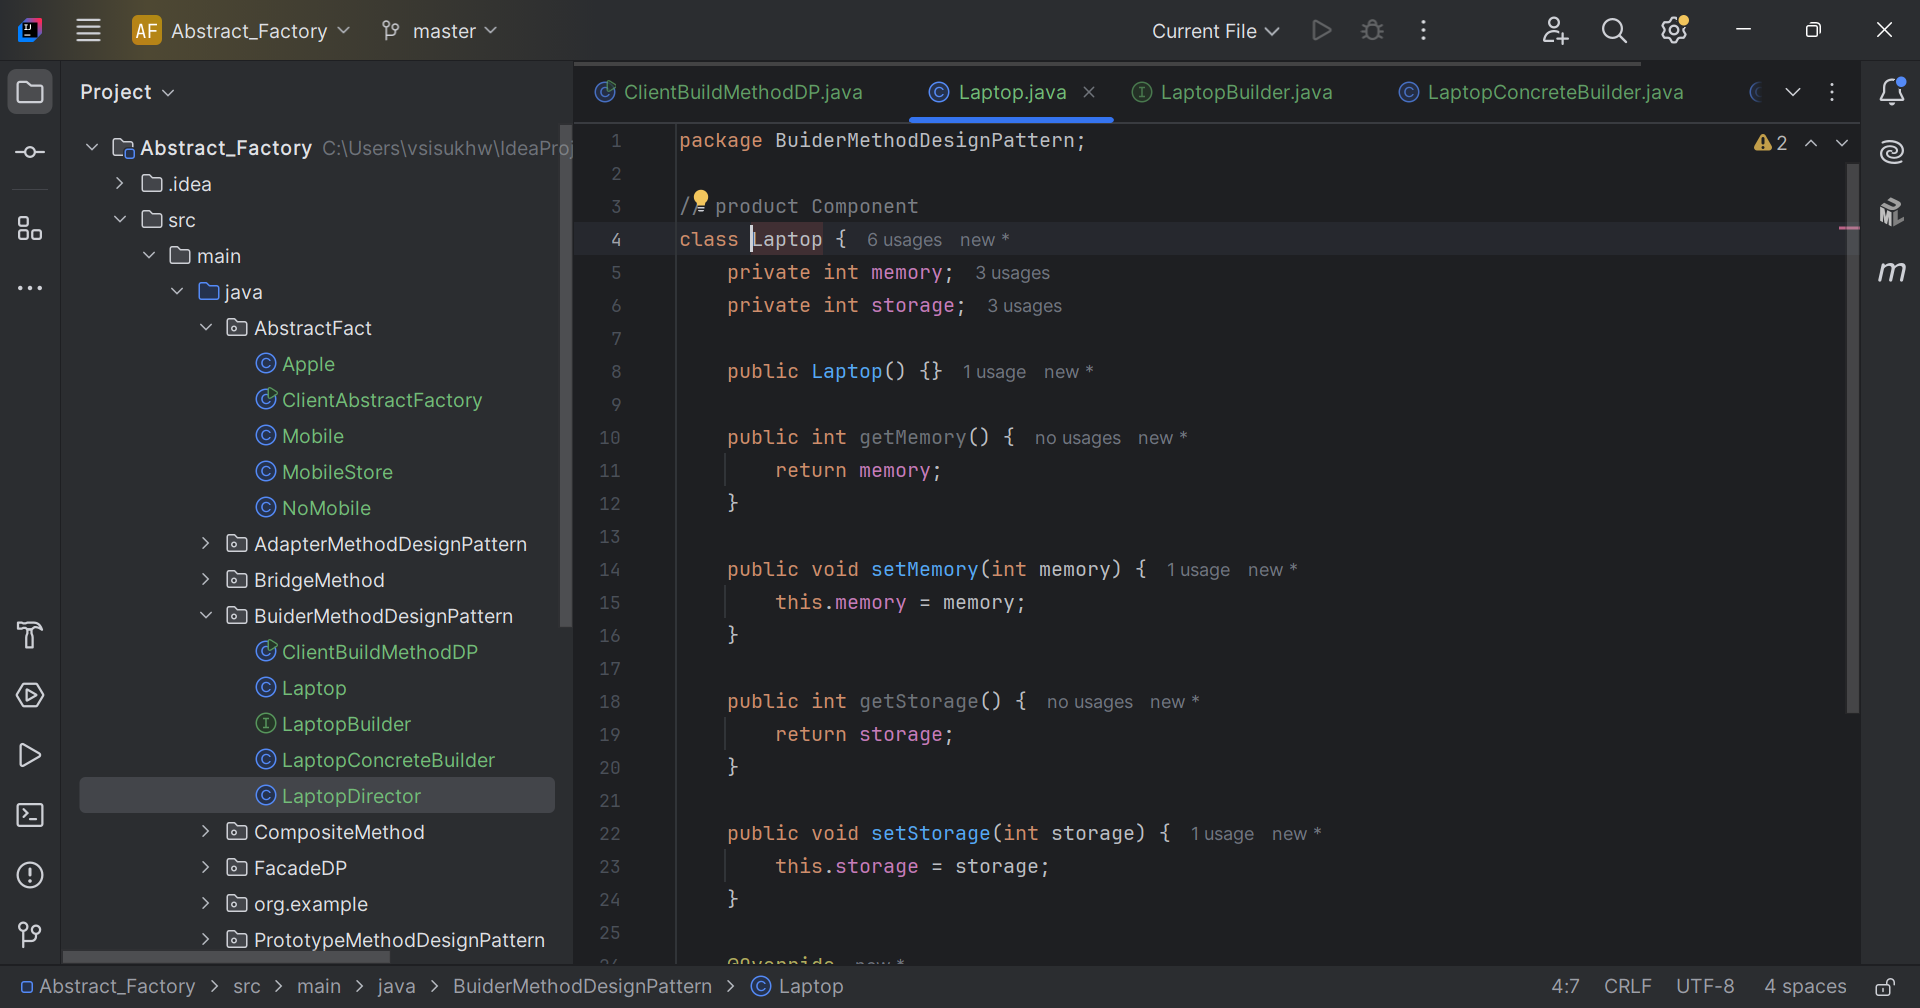 AF Abstract_Factory master Current File
Project
ClientBuildMethodDP.java Laptop.java LaptopBuilder.java LaptopConcreteBuilder.java
Abstract_Factory C:\Users\vsisukhw\IdeaProj
.idea
src
main
java
AbstractFact
Apple
ClientAbstractFactory
Mobile
MobileStore
NoMobile
AdapterMethodDesignPattern
BridgeMethod
BuiderMethodDesignPattern
ClientBuildMethodDP
Laptop
LaptopBuilder
LaptopConcreteBuilder
LaptopDirector
CompositeMethod
FacadeDP
org.example
PrototypeMethodDesignPattern
1 package BuiderMethodDesignPattern;
2
3 // product Component
4 class Laptop { 6 usages new *
5 private int memory; 3 usages
6 private int storage; 3 usages
7
8 public Laptop() {} 1 usage new *
9
10 public int getMemory() { no usages new *
11 return memory;
12 }
13
14 public void setMemory(int memory) { 1 usage new *
15 this.memory = memory;
16 }
17
18 public int getStorage() { no usages new *
19 return storage;
20 }
21
22 public void setStorage(int storage) { 1 usage new *
23 this.storage = storage;
24 }
25
26 @Override new *
2
m
Abstract_Factory > src > main > java > BuiderMethodDesignPattern > Laptop
4:7 CRLF UTF-8 4 spaces